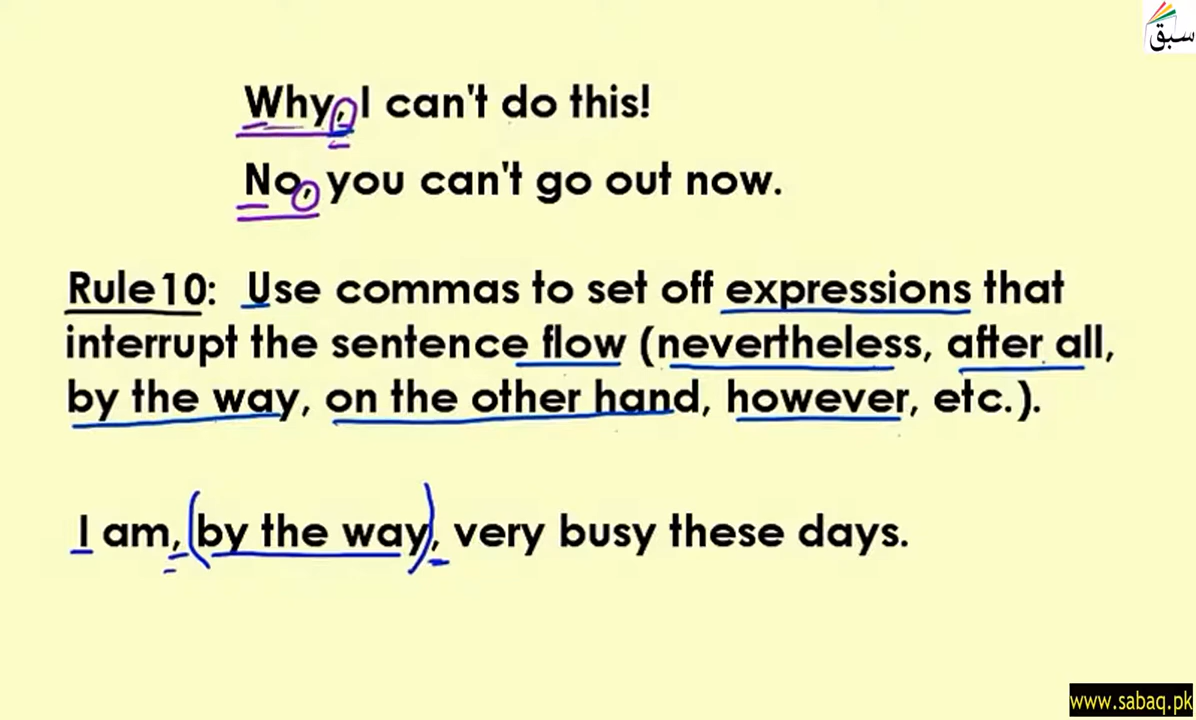 سبق
Why, I can't do this!
No, you can't go out now.
Rule10: Use commas to set off expressions that
interrupt the sentence flow (nevertheless, after all,
by the way, on the other hand, however, etc.).
I am, (by the way), very busy these days.
www.sabaq.pk